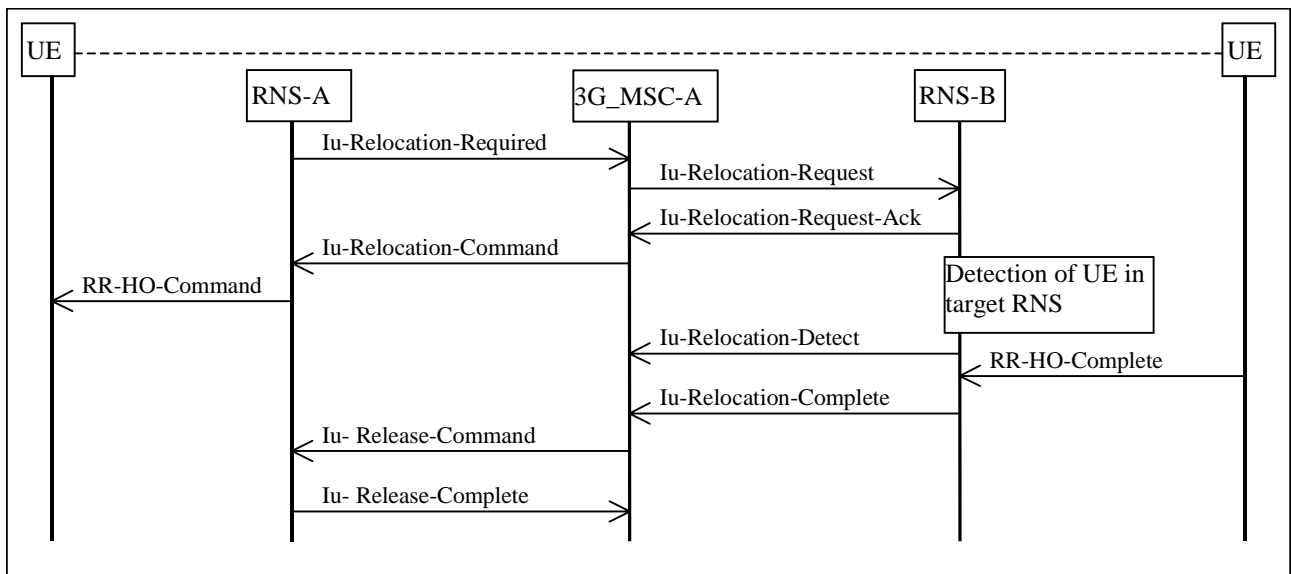 UE
UE
RNS-A
3G_MSC-A
RNS-B
Iu-Relocation-Required
Iu-Relocation-Request
Iu-Relocation-Request-Ack
Iu-Relocation-Command
RR-HO-Command
Detection of UE in
target RNS
Iu-Relocation-Detect
RR-HO-Complete
Iu-Relocation-Complete
Iu- Release-Command
Iu- Release-Complete